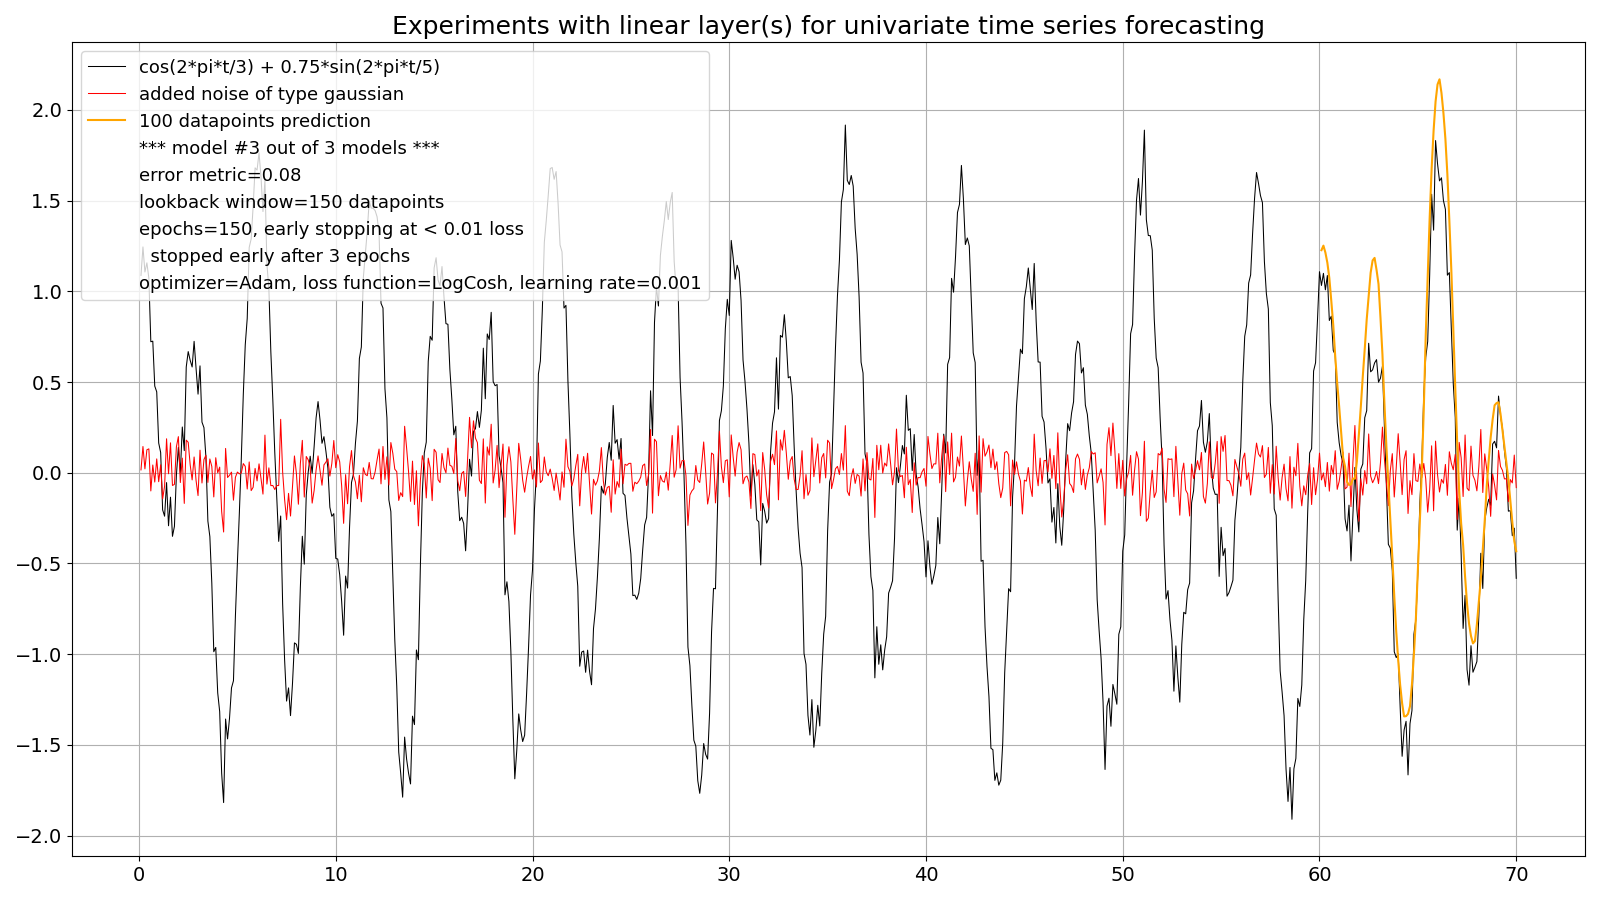 Experiments with linear layer(s) for univariate time series forecasting
cos(2*pi*t/3) + 0.75*sin(2*pi*t/5)
added noise of type gaussian
100 datapoints prediction
*** model #3 out of 3 models ***
error metric=0.08
lookback window=150 datapoints
epochs=150, early stopping at < 0.01 loss
stopped early after 3 epochs
optimizer=Adam, loss function=LogCosh, learning rate=0.001
2.0
1.5
1.0
0.5
0.0
−0.5
−1.0
−1.5
−2.0
0 10 20 30 40 50 60 70